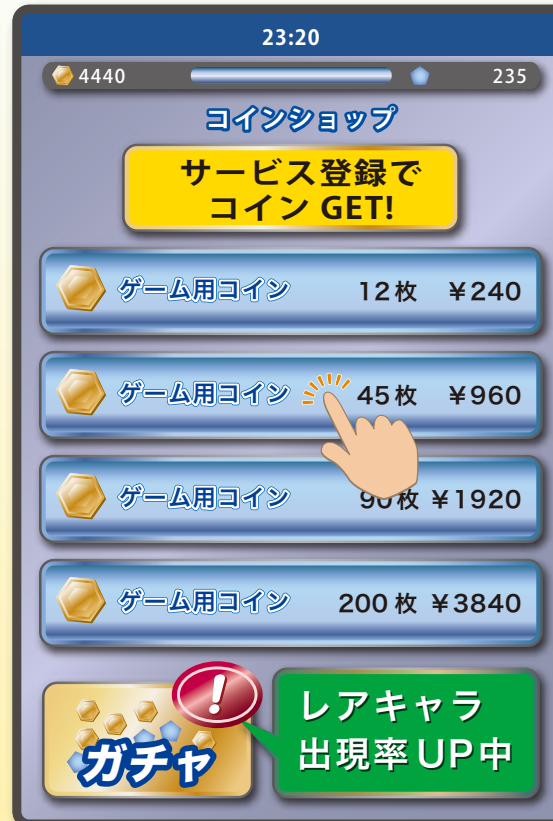 23:20
4440 235
コインショップ
サービス登録で
コイン GET!
ゲーム用コイン 12枚 ¥240
ゲーム用コイン 45枚 ¥960
ゲーム用コイン 90枚 ¥1920
ゲーム用コイン 200枚 ¥3840
!
ガチャ
レアキャラ
出現率UP中